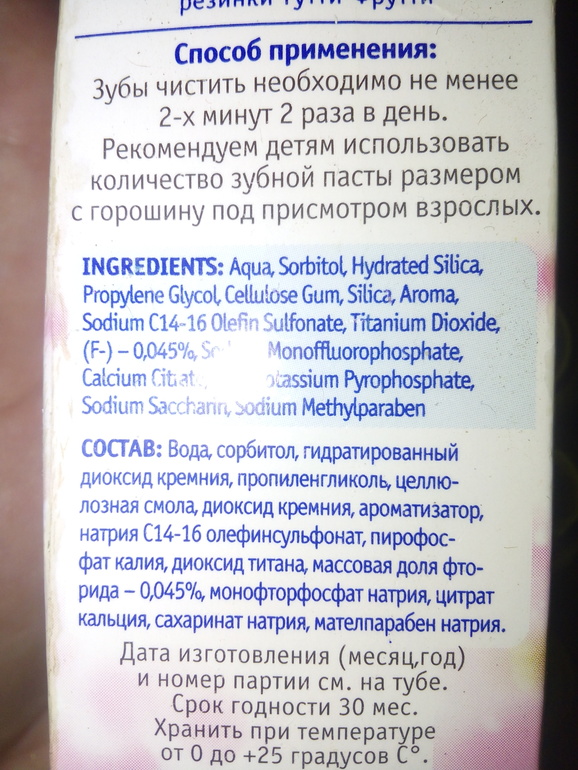 резинки Тутти-Фрутти
Способ применения:
Зубы чистить необходимо не менее
2-х минут 2 раза в день.
Рекомендуем детям использовать
количество зубной пасты размером
с горошину под присмотром взрослых.
INGREDIENTS: Aqua, Sorbitol, Hydrated Silica,
Propylene Glycol, Cellulose Gum, Silica, Aroma,
Sodium C14-16 Olefin Sulfonate, Titanium Dioxide,
(F-) – 0,045%, Monoffluorophosphate,
Calcium Pyrophosphate,
Sodium Saccharin, Sodium Methylparaben
СОСТАВ: Вода, сорбитол, гидратированный
диоксид кремния, пропиленгликоль, целлю-
лозная смола, диоксид кремния, ароматизатор,
натрия С14-16 олефинсульфонат, пирофос-
фат калия, диоксид титана, массовая доля фто-
рида – 0,045%, монофторфосфат натрия, цитрат
кальция, сахаринат натрия, мателпарабен натрия.
Дата изготовления (месяц,год)
и номер партии см. на тубе.
Срок годности 30 мес.
Хранить при температуре
от 0 до +25 градусов С°.